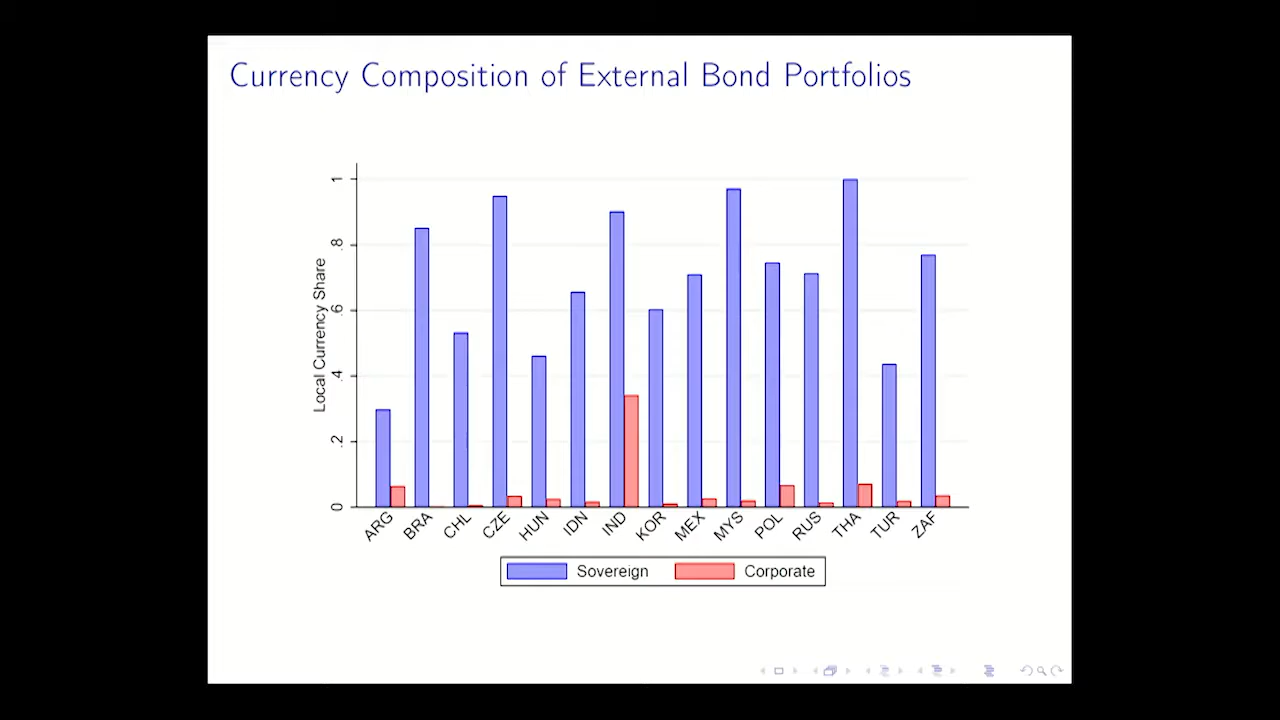 Currency Composition of External Bond Portfolios
Local Currency Share
1
.8
.6
.4
.2
0
ARG BRA CHL CZE HUN IDN IND KOR MEX MYS POL RUS THA TUR ZAF
Sovereign Corporate